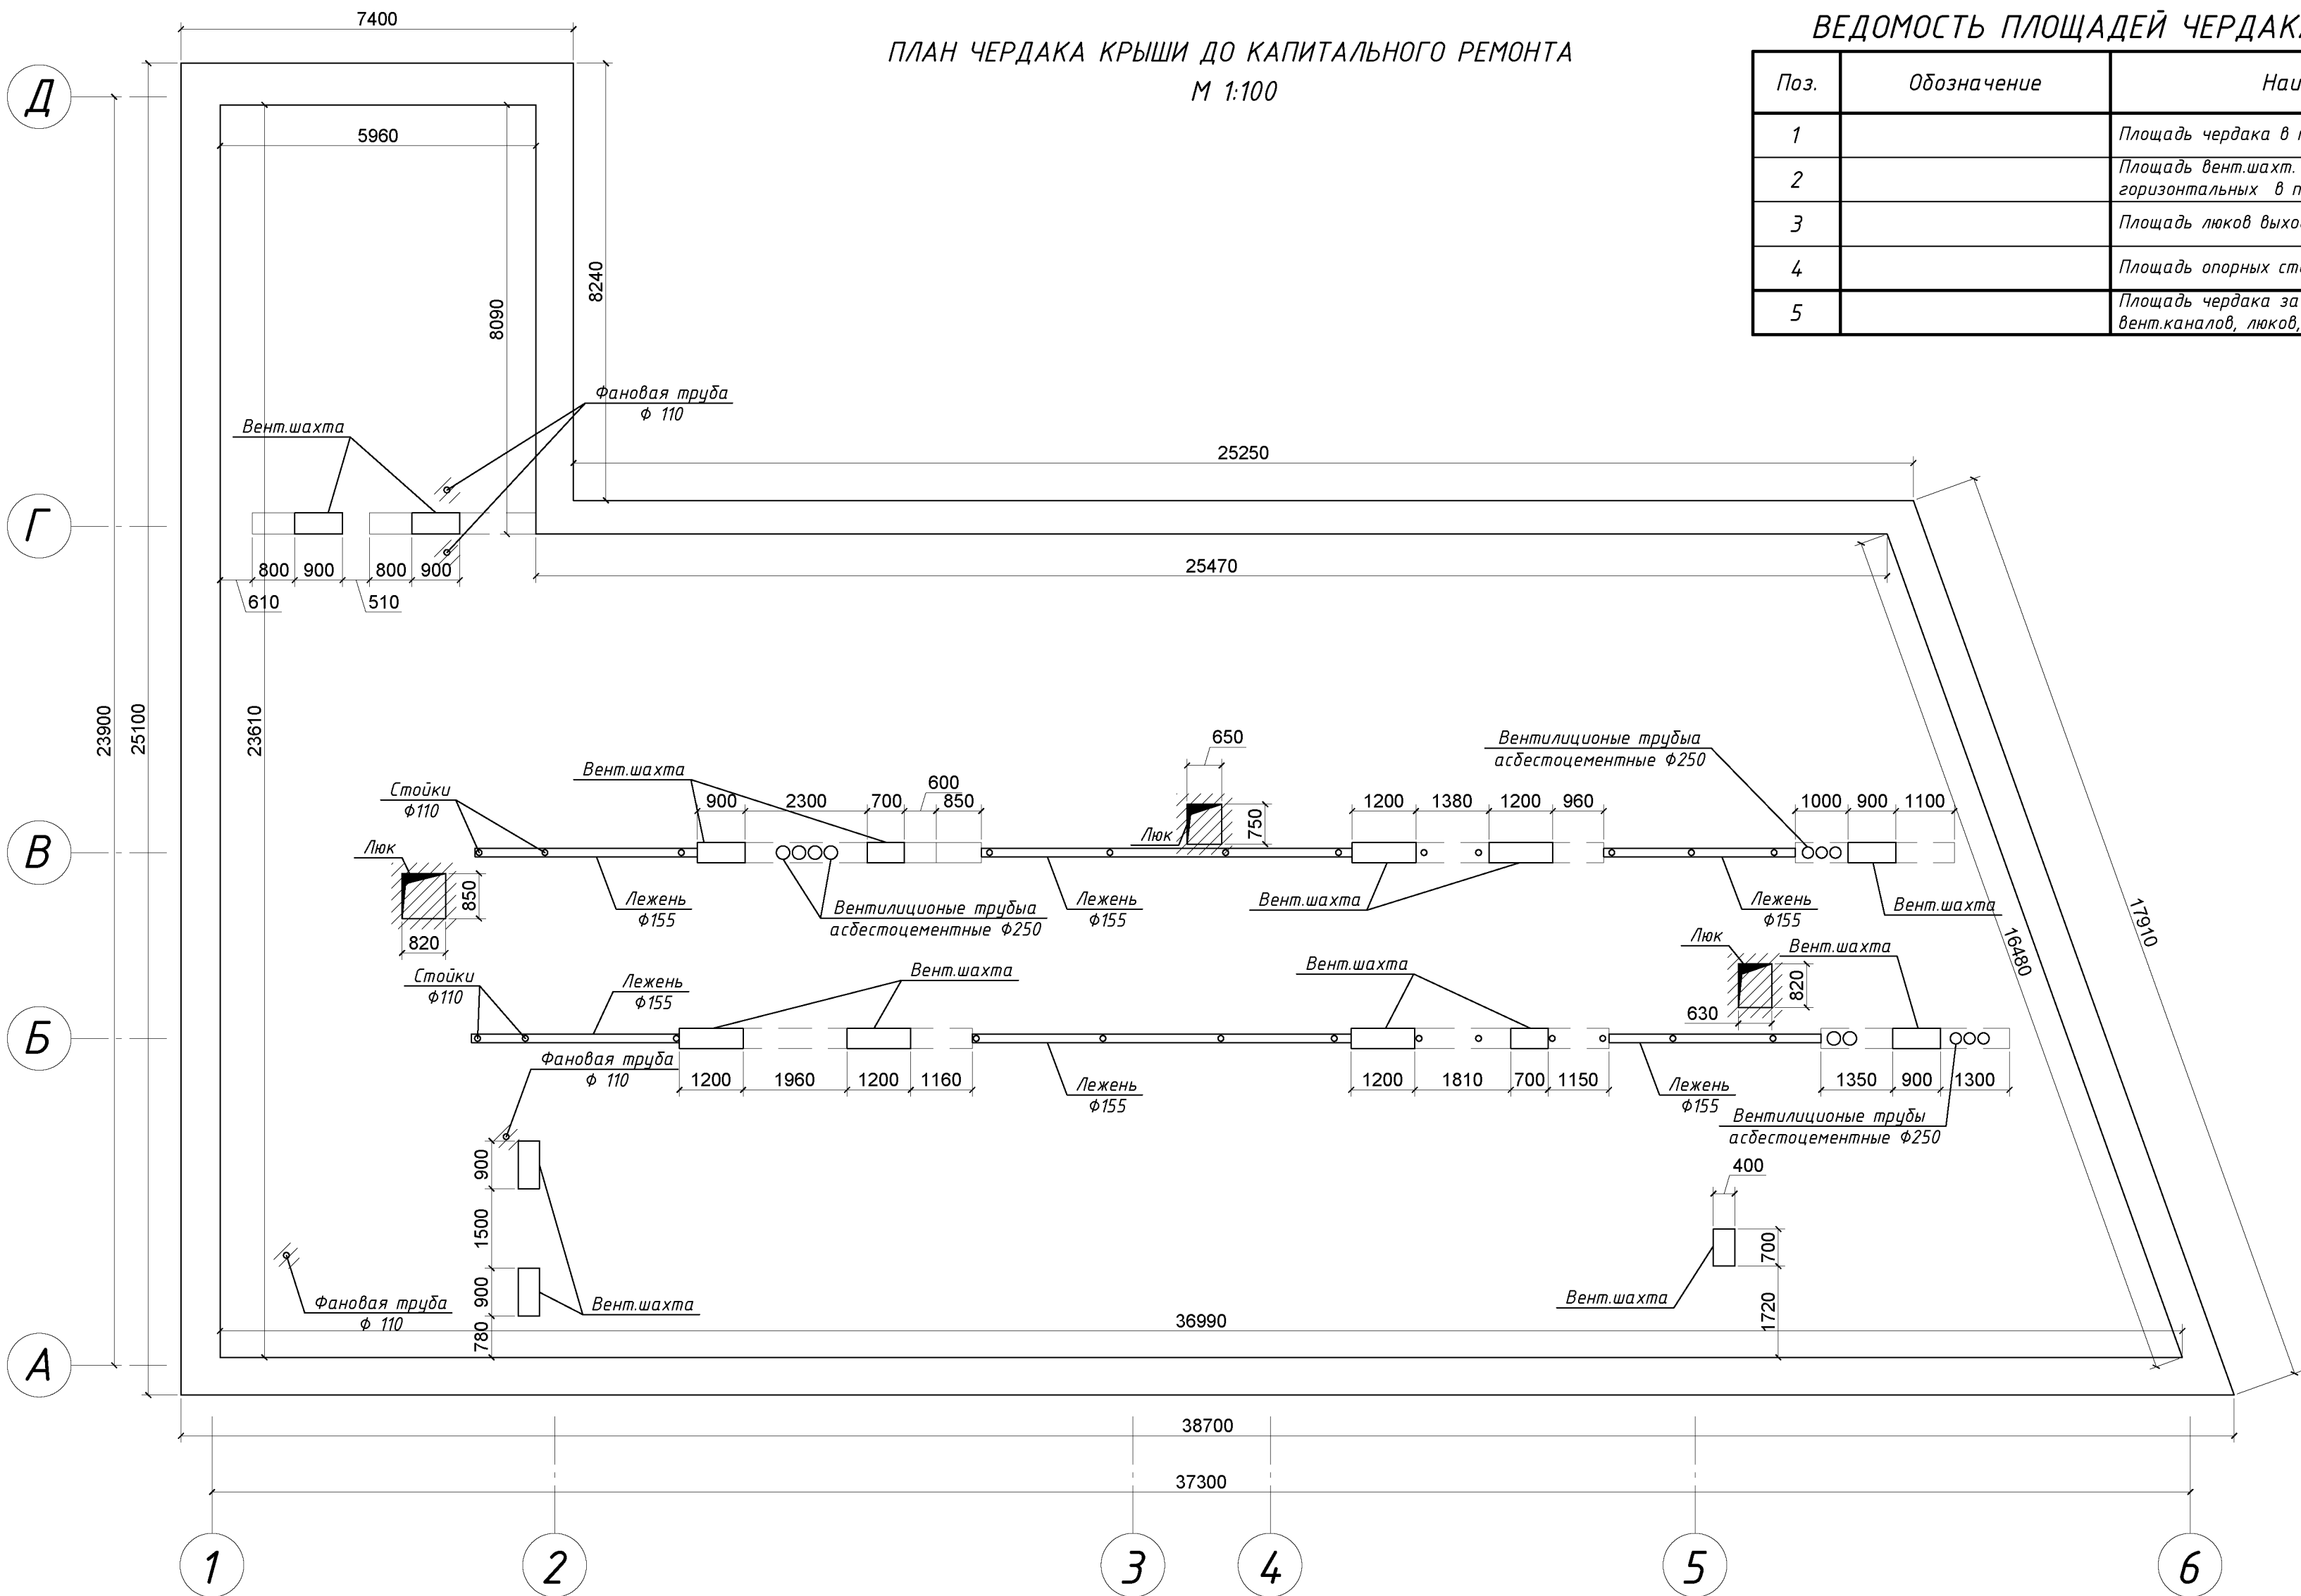 7400
ПЛАН ЧЕРДАКА КРЫШИ ДО КАПИТАЛЬНОГО РЕМОНТА
М 1:100
ВЕДОМОСТЬ ПЛОЩАДЕЙ ЧЕРДАКА
Поз.
Обозначение
Наи
1
Площадь чердака в
2
Площадь вент.шахт.
горизонтальных в п
3
Площадь люков выхо
4
Площадь опорных ст
5
Площадь чердака за
вент.каналов, люков,
Д
5960
8240
8090
Фановая труба
ф 110
Вент.шахта
25250
Г
800
900
800
900
610
510
25470
23900
25100
23610
650
Вентилиционые трубыа
асбестоцементные Ф250
Вент.шахта
600
Стойки
Ф110
900
2300
700
850
750
1200
1380
1200
960
1000
900
1100
Люк
В
Люк
850
820
Лежень
Ф155
Вентилиционые трубыа
асбестоцементные Ф250
Лежень
Ф155
Вент.шахта
Лежень
Ф155
Вент.шахта
17910
16480
Люк
Вент.шахта
820
630
Стойки
Ф110
Лежень
Ф155
Вент.шахта
Вент.шахта
Б
Фановая труба
ф 110
1200
1960
1200
1160
Лежень
Ф155
1200
1810
700
1150
Лежень
Ф155
1350
900
1300
Вентилиционые трубы
асбестоцементные Ф250
900
1500
900
780
400
700
1720
Фановая труба
ф 110
Вент.шахта
Вент.шахта
36990
А
38700
37300
1
2
3
4
5
6